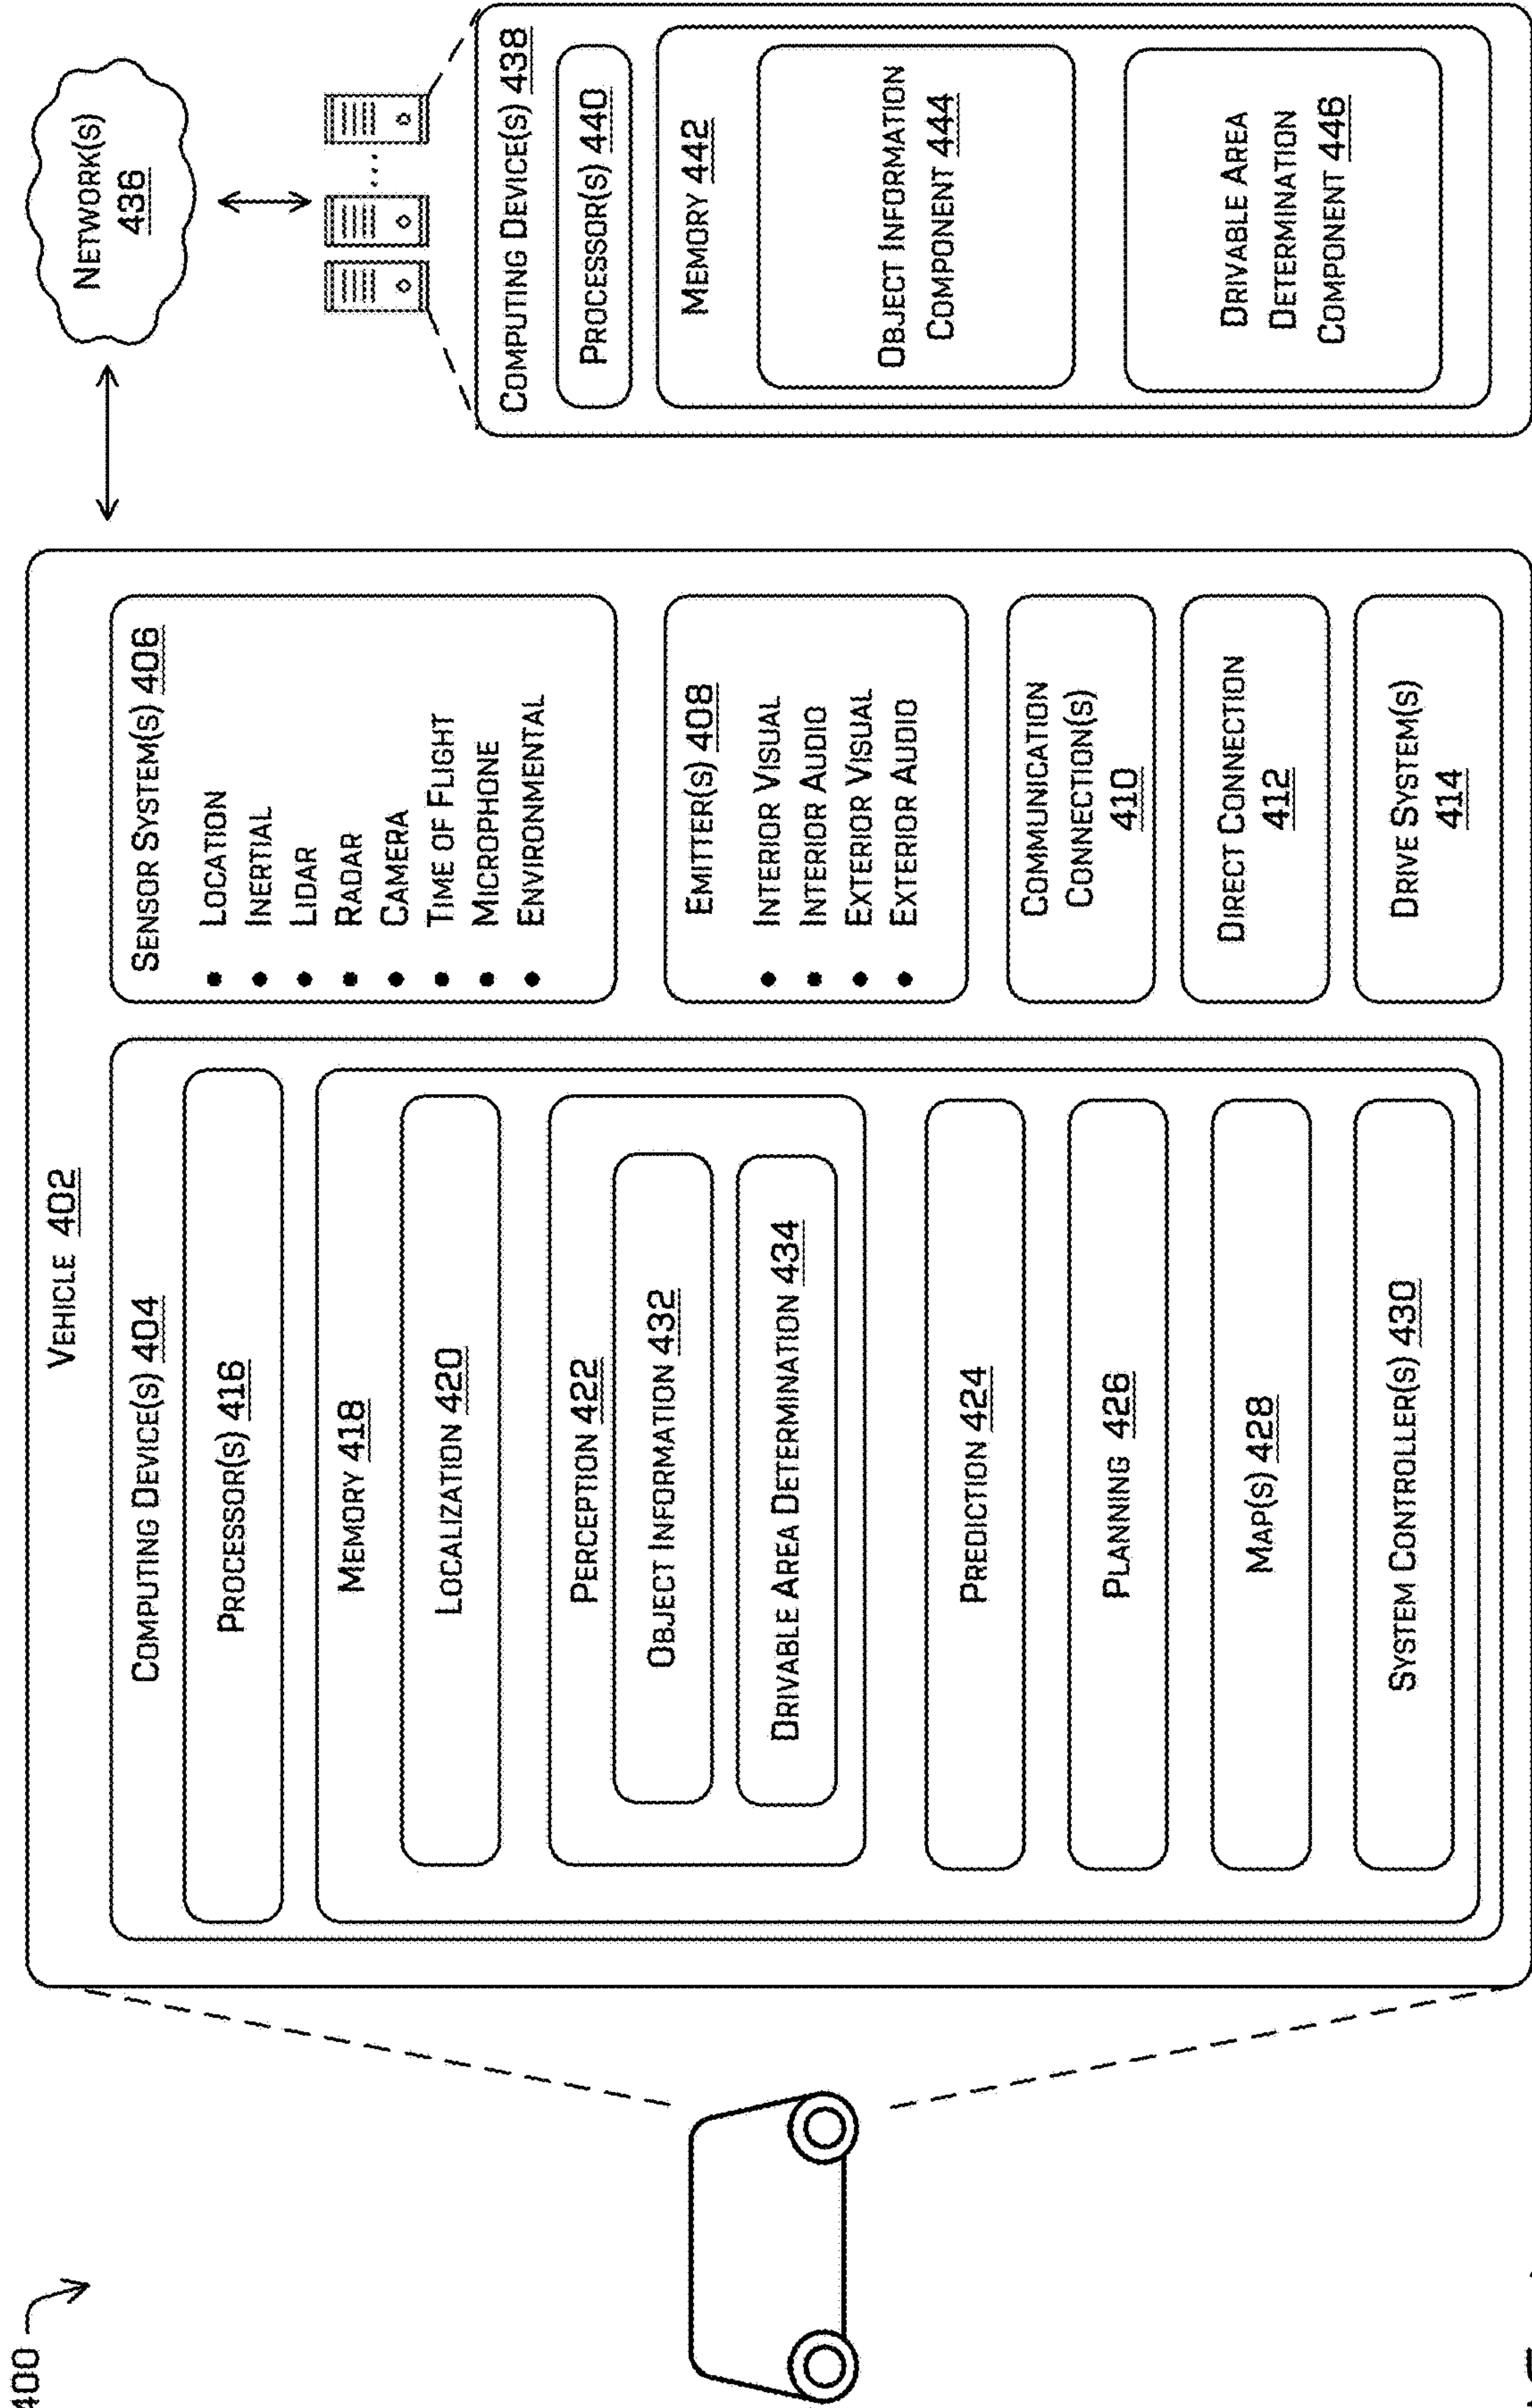 400
VEHICLE 402
COMPUTING DEVICE(S) 404
PROCESSOR(S) 416
MEMORY 418
LOCALIZATION 420
PERCEPTION 422
OBJECT INFORMATION 432
DRIVABLE AREA DETERMINATION 434
PREDICTION 424
PLANNING 426
MAP(S) 428
SYSTEM CONTROLLER(S) 430
SENSOR SYSTEM(S) 406
• LOCATION
• INERTIAL
• LIDAR
• RADAR
• CAMERA
• TIME OF FLIGHT
• MICROPHONE
• ENVIRONMENTAL
EMITTER(S) 408
• INTERIOR VISUAL
• INTERIOR AUDIO
• EXTERIOR VISUAL
• EXTERIOR AUDIO
COMMUNICATION
CONNECTION(S)
410
DIRECT CONNECTION
412
DRIVE SYSTEM(S)
414
NETWORK(S)
436
...
COMPUTING DEVICE(S) 438
PROCESSOR(S) 440
MEMORY 442
OBJECT INFORMATION
COMPONENT 444
DRIVABLE AREA
DETERMINATION
COMPONENT 446